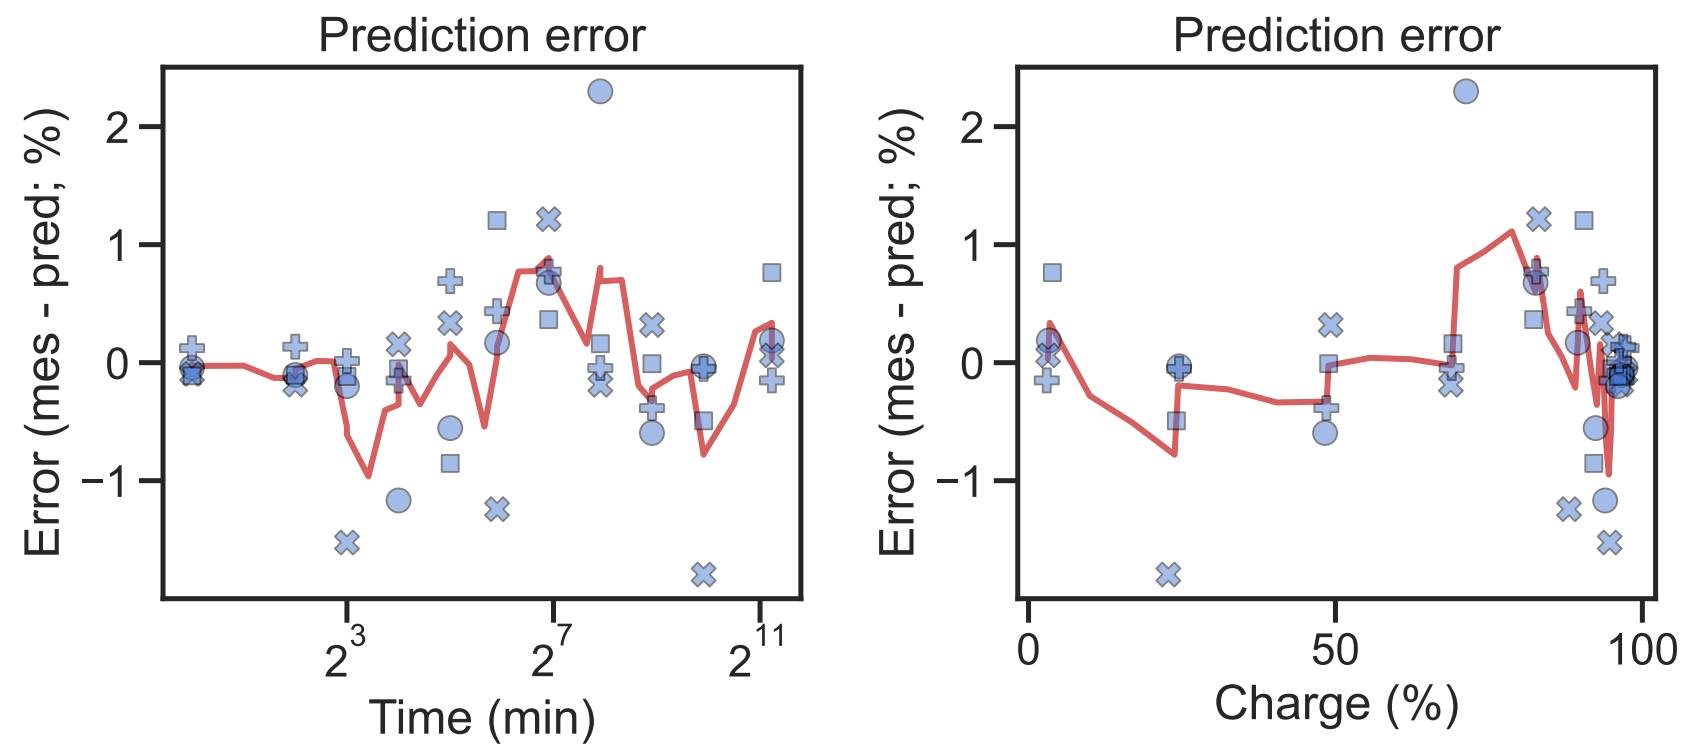 Prediction error
Error (mes - pred; %)
2
1
0
−1
2^3
2^7
2^11
Time (min)
Prediction error
Error (mes - pred; %)
2
1
0
−1
0
50
100
Charge (%)